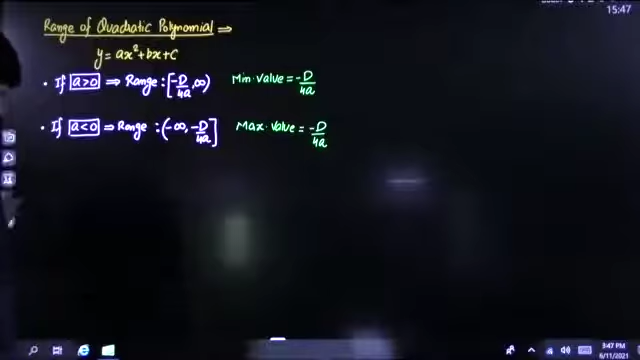 15:47
Range of Quadratic Polynomial ⇒
y = ax² + bx + c
• If a>0 ⇒ Range : [-D/4a, ∞) Min. Value = -D/4a
• If a<0 ⇒ Range : (-∞, -D/4a] Max. Value = -D/4a
3:47 PM
6/11/2021